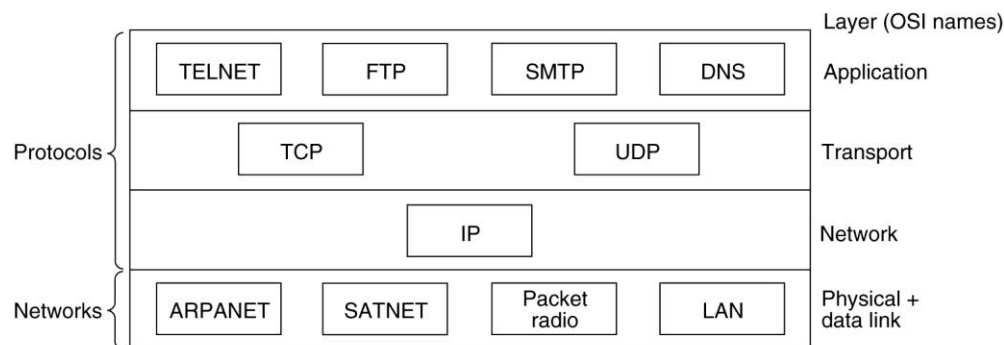 Layer (OSI names)
TELNET FTP SMTP DNS Application
Protocols TCP UDP Transport
IP Network
Networks ARPANET SATNET Packet radio LAN Physical + data link